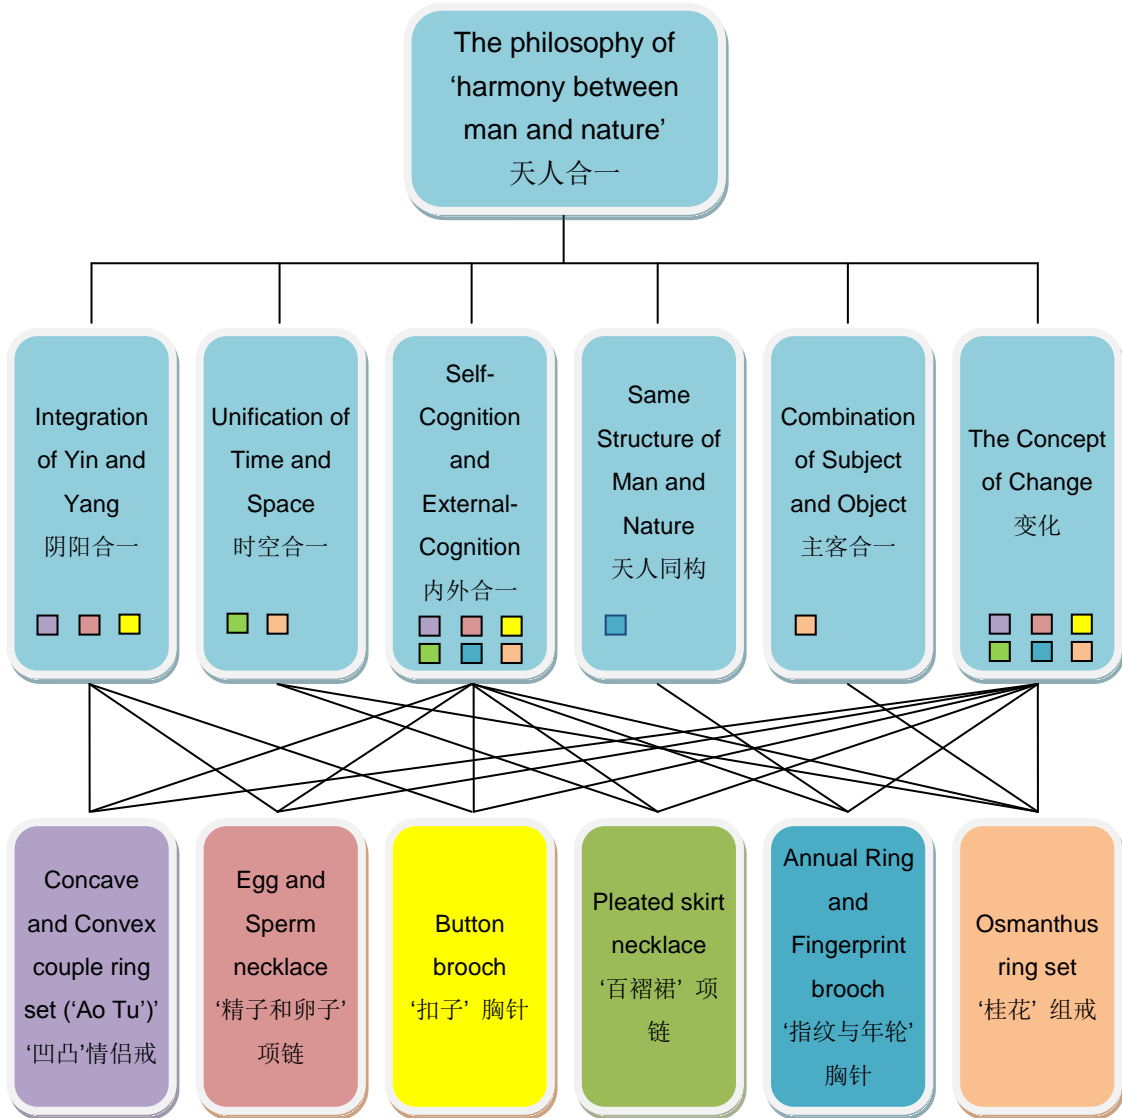 The philosophy of
‘harmony between
man and nature’
天人合一
Integration
of Yin and
Yang
阴阳合一
Unification of
Time and
Space
时空合一
Self-
Cognition
and
External-
Cognition
内外合一
Same
Structure of
Man and
Nature
天人同构
Combination
of Subject
and Object
主客合一
The Concept
of Change
变化
Concave
and Convex
couple ring
set (‘Ao Tu’)’
‘凹凸’情侣戒
Egg and
Sperm
necklace
‘精子和卵子’
项链
Button
brooch
‘扣子’ 胸针
Pleated skirt
necklace
‘百褶裙’ 项
链
Annual Ring
and
Fingerprint
brooch
‘指纹与年轮’
胸针
Osmanthus
ring set
‘桂花’ 组戒